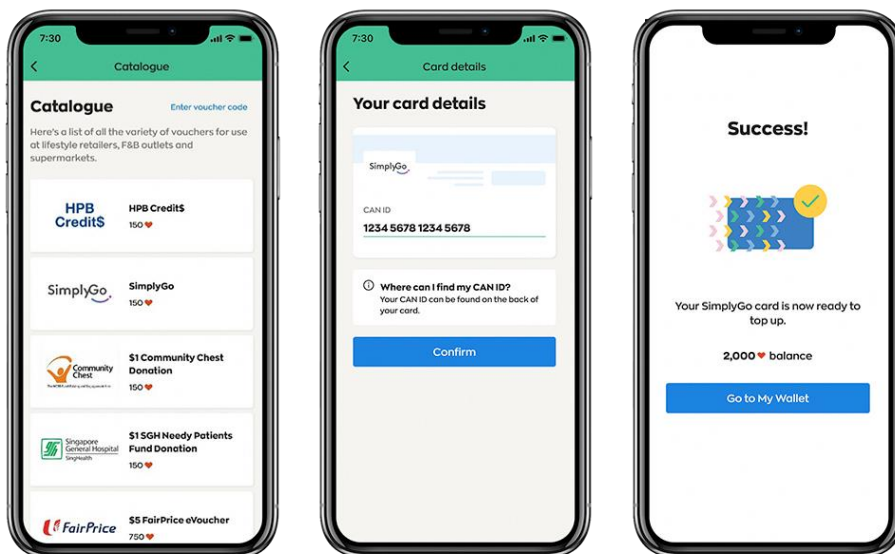 7:30
Catalogue
Catalogue
Enter voucher code
Here's a list of all the variety of vouchers for use
at lifestyle retailers, F&B outlets and
supermarkets.
HPB
Credit$
HPB Credit$
150
SimplyGo
SimplyGo
150
Community
Chest
$1 Community Chest
Donation
150
Singapore
General Hospital
SingHealth
$1 SGH Needy Patients
Fund Donation
150
FairPrice
$5 FairPrice eVoucher
750
7:30
Card details
Your card details
SimplyGo
CAN ID
1234 5678 1234 5678
Where can I find my CAN ID?
Your CAN ID can be found on the back of
your card.
Confirm
Success!
Your SimplyGo card is now ready to
top up.
2,000 balance
Go to My Wallet